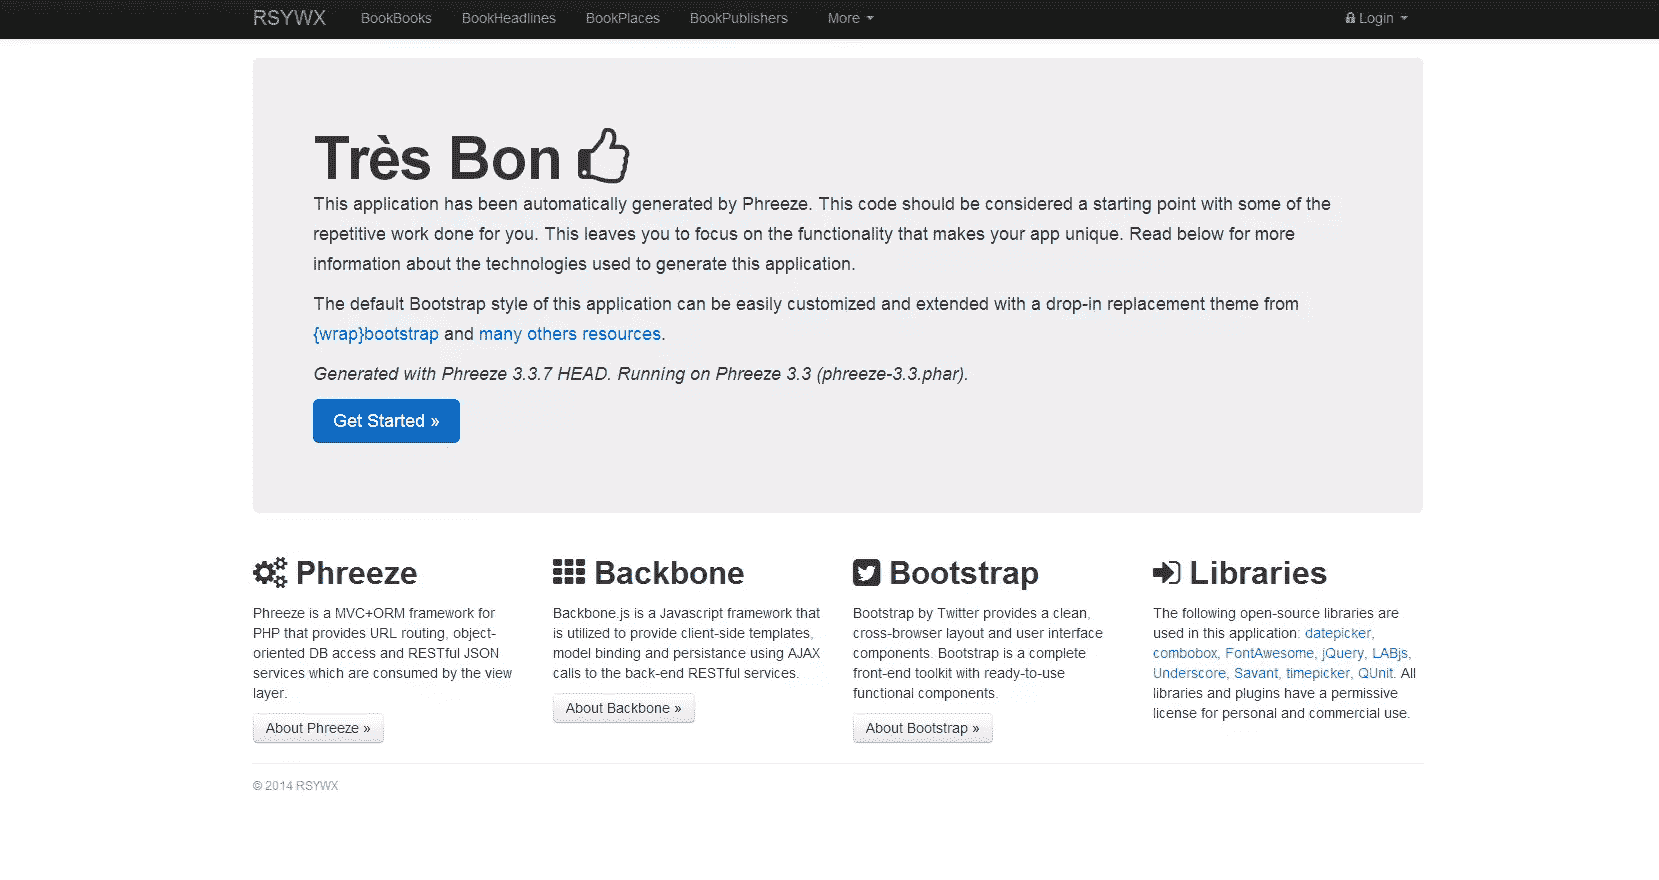 RSYWX BookBooks BookHeadlines BookPlaces BookPublishers More Login
Très Bon
This application has been automatically generated by Phreeze. This code should be considered a starting point with some of the
repetitive work done for you. This leaves you to focus on the functionality that makes your app unique. Read below for more
information about the technologies used to generate this application.
The default Bootstrap style of this application can be easily customized and extended with a drop-in replacement theme from
{wrap}bootstrap and many others resources.
Generated with Phreeze 3.3.7 HEAD. Running on Phreeze 3.3 (phreeze-3.3.phar).
Get Started »
Phreeze
Phreeze is a MVC+ORM framework for
PHP that provides URL routing, object-
oriented DB access and RESTful JSON
services which are consumed by the view
layer.
About Phreeze »
Backbone
Backbone.js is a Javascript framework that
is utilized to provide client-side templates,
model binding and persistance using AJAX
calls to the back-end RESTful services.
About Backbone »
Bootstrap
Bootstrap by Twitter provides a clean,
cross-browser layout and user interface
components. Bootstrap is a complete
front-end toolkit with ready-to-use
functional components.
About Bootstrap »
Libraries
The following open-source libraries are
used in this application: datepicker,
combobox, FontAwesome, jQuery, LABjs,
Underscore, Savant, timepicker, QUnit. All
libraries and plugins have a permissive
license for personal and commercial use.
© 2014 RSYWX